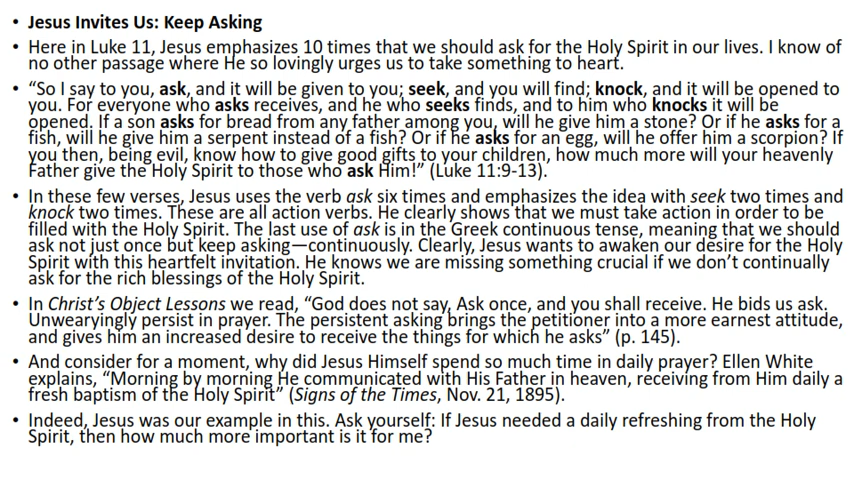 • Jesus Invites Us: Keep Asking
• Here in Luke 11, Jesus emphasizes 10 times that we should ask for the Holy Spirit in our lives. I know of
no other passage where He so lovingly urges us to take something to heart.
• “So I say to you, ask, and it will be given to you; seek, and you will find; knock, and it will be opened to
you. For everyone who asks receives, and he who seeks finds, and to him who knocks it will be
opened. If a son asks for bread from any father among you, will he give him a stone? Or if he asks for a
fish, will he give him a serpent instead of a fish? Or if he asks for an egg, will he offer him a scorpion? If
you then, being evil, know how to give good gifts to your children, how much more will your heavenly
Father give the Holy Spirit to those who ask Him!” (Luke 11:9-13).
• In these few verses, Jesus uses the verb ask six times and emphasizes the idea with seek two times and
knock two times. These are all action verbs. He clearly shows that we must take action in order to be
filled with the Holy Spirit. The last use of ask is in the Greek continuous tense, meaning that we should
ask not just once but keep asking—continuously. Clearly, Jesus wants to awaken our desire for the Holy
Spirit with this heartfelt invitation. He knows we are missing something crucial if we don’t continually
ask for the rich blessings of the Holy Spirit.
• In Christ’s Object Lessons we read, “God does not say, Ask once, and you shall receive. He bids us ask.
Unwearyingly persist in prayer. The persistent asking brings the petitioner into a more earnest attitude,
and gives him an increased desire to receive the things for which he asks” (p. 145).
• And consider for a moment, why did Jesus Himself spend so much time in daily prayer? Ellen White
explains, “Morning by morning He communicated with His Father in heaven, receiving from Him daily a
fresh baptism of the Holy Spirit” (Signs of the Times, Nov. 21, 1895).
• Indeed, Jesus was our example in this. Ask yourself: If Jesus needed a daily refreshing from the Holy
Spirit, then how much more important is it for me?